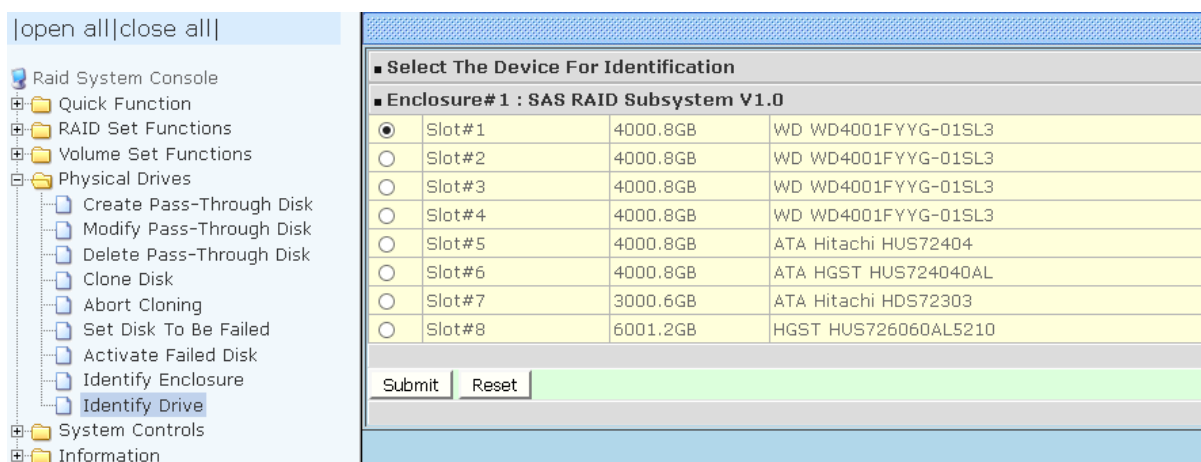 |open all|close all|
Raid System Console
Quick Function
RAID Set Functions
Volume Set Functions
Physical Drives
Create Pass-Through Disk
Modify Pass-Through Disk
Delete Pass-Through Disk
Clone Disk
Abort Cloning
Set Disk To Be Failed
Activate Failed Disk
Identify Enclosure
Identify Drive
System Controls
Information
Select The Device For Identification
Enclosure#1 : SAS RAID Subsystem V1.0
Slot#1 4000.8GB WD WD4001FYYG-01SL3
Slot#2 4000.8GB WD WD4001FYYG-01SL3
Slot#3 4000.8GB WD WD4001FYYG-01SL3
Slot#4 4000.8GB WD WD4001FYYG-01SL3
Slot#5 4000.8GB ATA Hitachi HUS72404
Slot#6 4000.8GB ATA HGST HUS724040AL
Slot#7 3000.6GB ATA Hitachi HDS72303
Slot#8 6001.2GB HGST HUS726060AL5210
Submit Reset